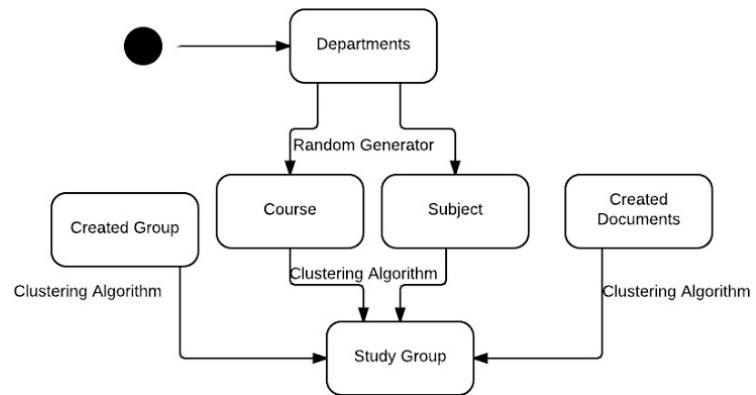 Departments
Random Generator
Course
Subject
Created
Documents
Created Group
Clustering Algorithm
Clustering Algorithm
Clustering Algorithm
Study Group